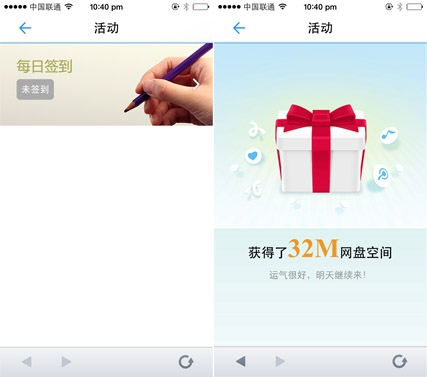 中国联通
10:40 pm
活动
每日签到
未签到
中国联通
10:40 pm
活动
获得了32M网盘空间
运气很好，明天继续来！